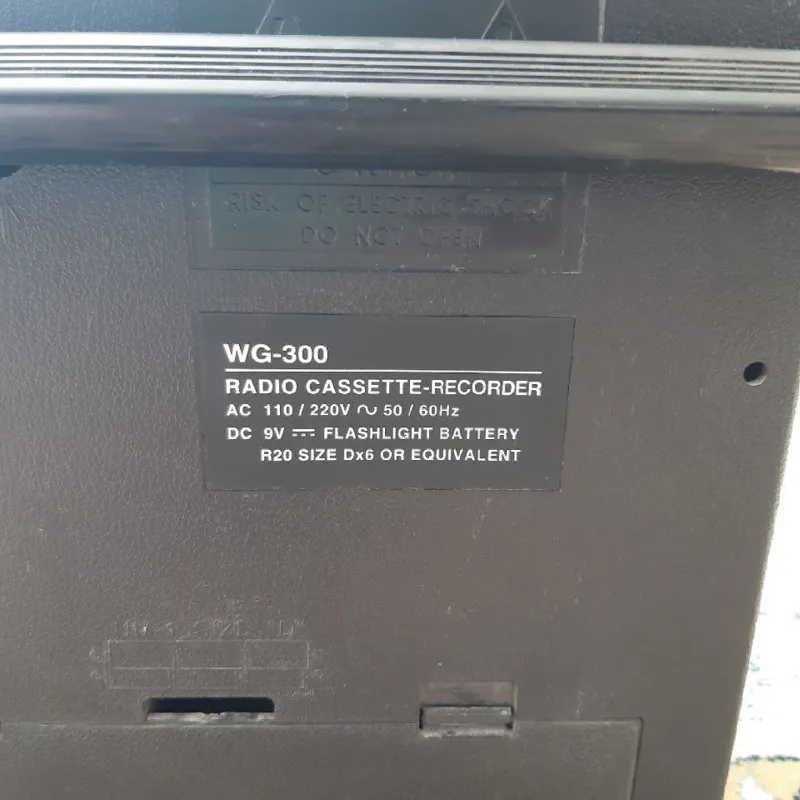 RISK OF ELECTRIC SHOCK
DO NOT OPEN
WG-300
RADIO CASSETTE-RECORDER
AC 110 / 220V ∿ 50 / 60Hz
DC 9V ⎓ FLASHLIGHT BATTERY
R20 SIZE Dx6 OR EQUIVALENT